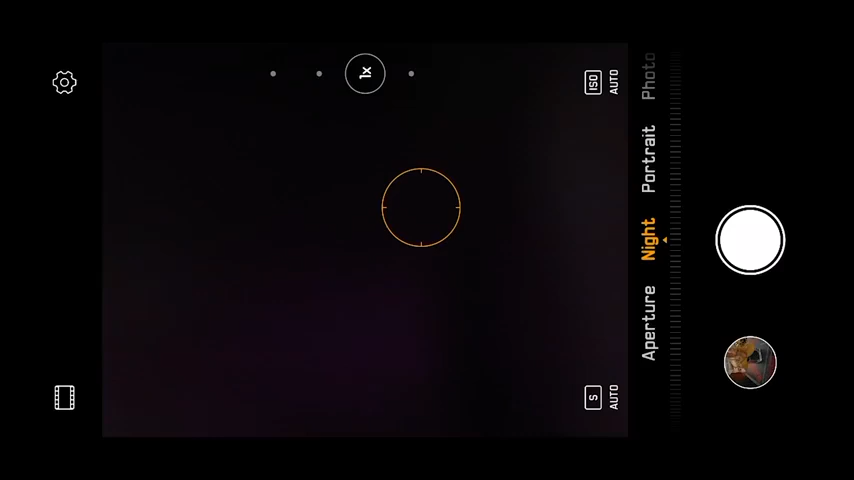 1x
ISO
AUTO
Photo
Portrait
Night
Aperture
S
AUTO